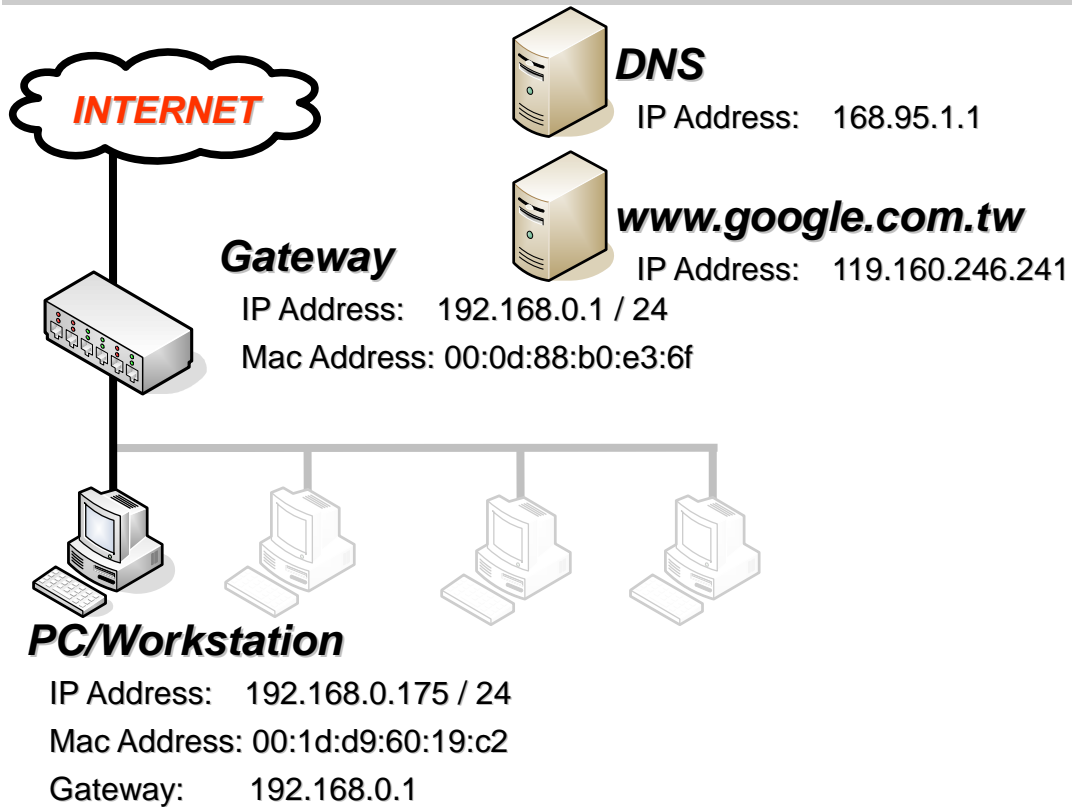 INTERNET
DNS
IP Address: 168.95.1.1
www.google.com.tw
IP Address: 119.160.246.241
Gateway
IP Address: 192.168.0.1 / 24
Mac Address: 00:0d:88:b0:e3:6f
PC/Workstation
IP Address: 192.168.0.175 / 24
Mac Address: 00:1d:d9:60:19:c2
Gateway: 192.168.0.1